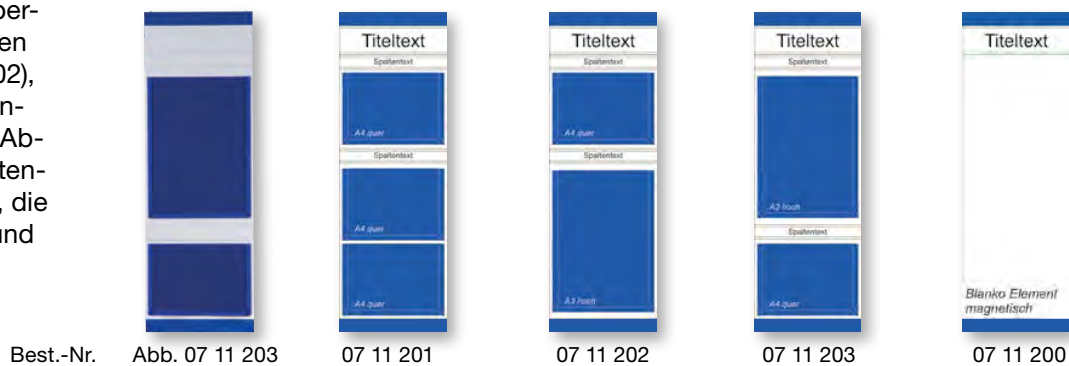 ber-
en
02),
n-
Ab-
ten-
, die
und
Titeltext
Spaltentext
A4 quer
Spaltentext
A4 quer
A4 quer
Titeltext
Spaltentext
A4 quer
Spaltentext
A3 hoch
Titeltext
Spaltentext
A3 hoch
Spaltentext
A4 quer
Titeltext
Blanko Element
magnetisch
Best.-Nr. Abb. 07 11 203 07 11 201 07 11 202 07 11 203 07 11 200